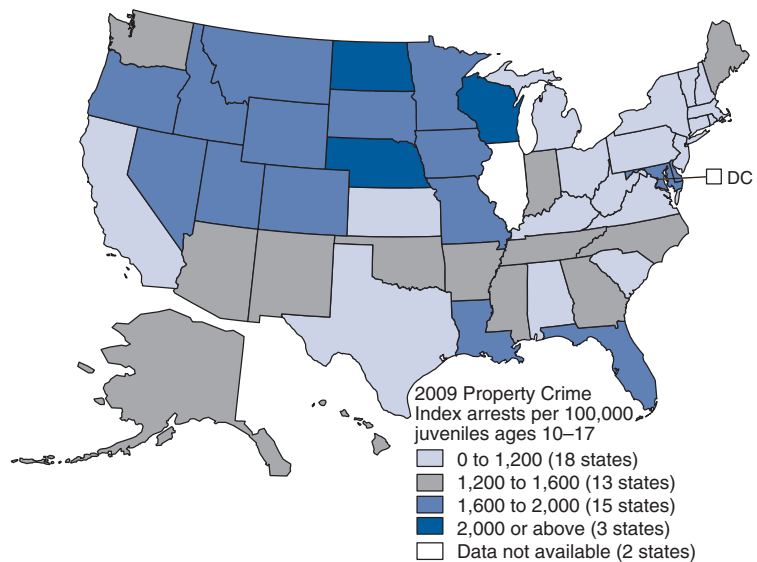 DC
2009 Property Crime
Index arrests per 100,000
juveniles ages 10–17
0 to 1,200 (18 states)
1,200 to 1,600 (13 states)
1,600 to 2,000 (15 states)
2,000 or above (3 states)
Data not available (2 states)